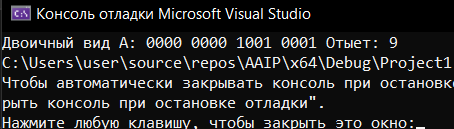 Консоль отладки Microsoft Visual Studio
Двоичный вид A: 0000 0000 1001 0001 Отыет: 9
C:\Users\user\source\repos\AAIP\x64\Debug\Project1
Чтобы автоматически закрывать консоль при остановке
рыть консоль при остановке отладки".
Нажмите любую клавишу, чтобы закрыть это окно: